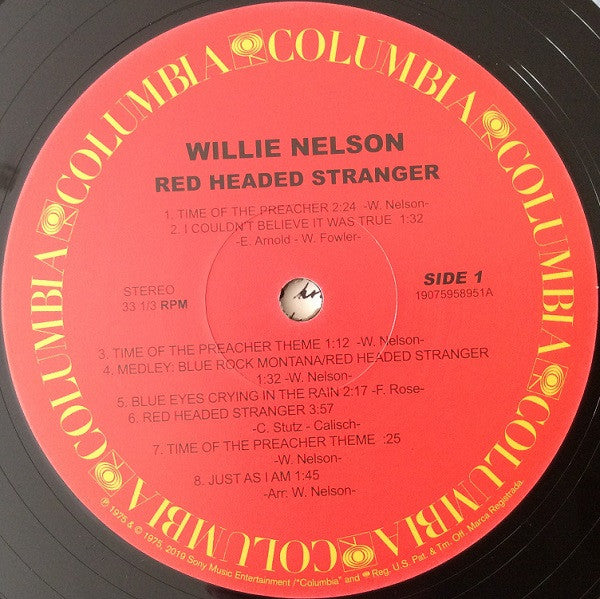 COLUMBIA COLUMBIA COLUMBIA COLUMBIA COLUMBIA COLUMBIA
WILLIE NELSON
RED HEADED STRANGER
1. TIME OF THE PREACHER 2:24 -W. Nelson-
2. I COULDN'T BELIEVE IT WAS TRUE 1:32
-E. Arnold - W. Fowler-
STEREO
33 1/3 RPM
SIDE 1
19075958951A
3. TIME OF THE PREACHER THEME 1:12 -W. Nelson-
4. MEDLEY: BLUE ROCK MONTANA/RED HEADED STRANGER
1:32 -W. Nelson-
5. BLUE EYES CRYING IN THE RAIN 2:17 -F. Rose-
6. RED HEADED STRANGER 3:57
-C. Stutz - Calisch-
7. TIME OF THE PREACHER THEME :25
-W. Nelson-
8. JUST AS I AM 1:45
-Arr. W. Nelson-
℗ 1975 & © 1975, 2019 Sony Music Entertainment /"Columbia" and Reg. U.S. Pat. & Tm. Off. Marca Registrada.